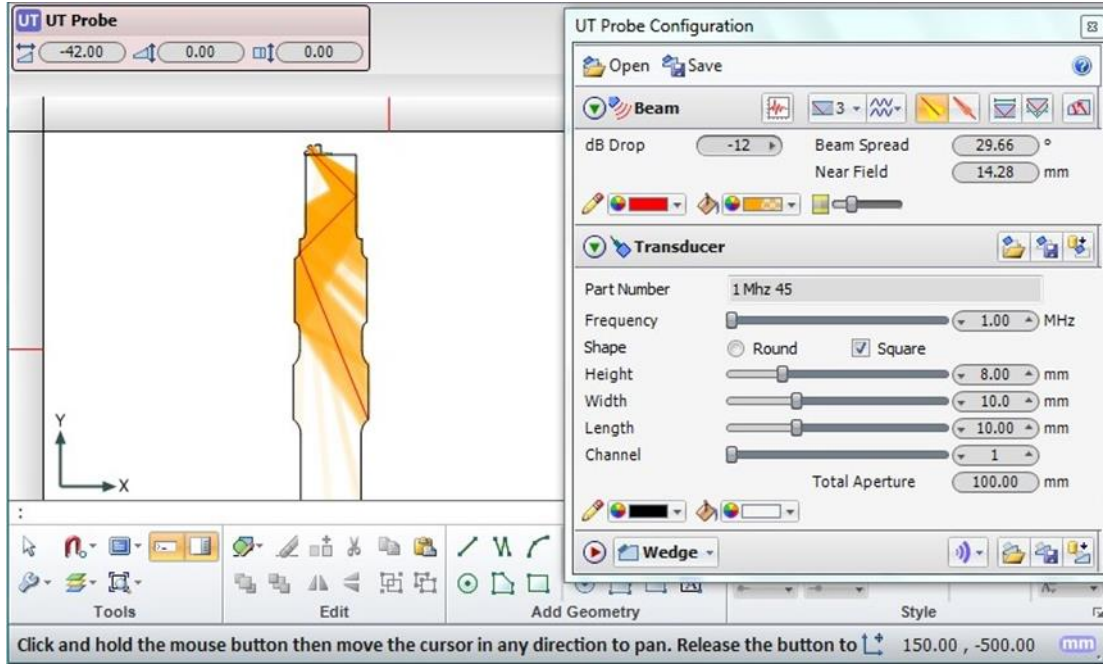 UT UT Probe
-42.00 0.00 0.00
UT Probe Configuration
Open Save
Beam 3
dB Drop -12 Beam Spread 29.66 °
Near Field 14.28 mm
Transducer
Part Number 1 Mhz 45
Frequency 1.00 MHz
Shape Round Square
Height 8.00 mm
Width 10.0 mm
Length 10.00 mm
Channel 1
Total Aperture 100.00 mm
Wedge
Y
X
:
Tools Edit Add Geometry Style
Click and hold the mouse button then move the cursor in any direction to pan. Release the button to 150.00 , -500.00 mm